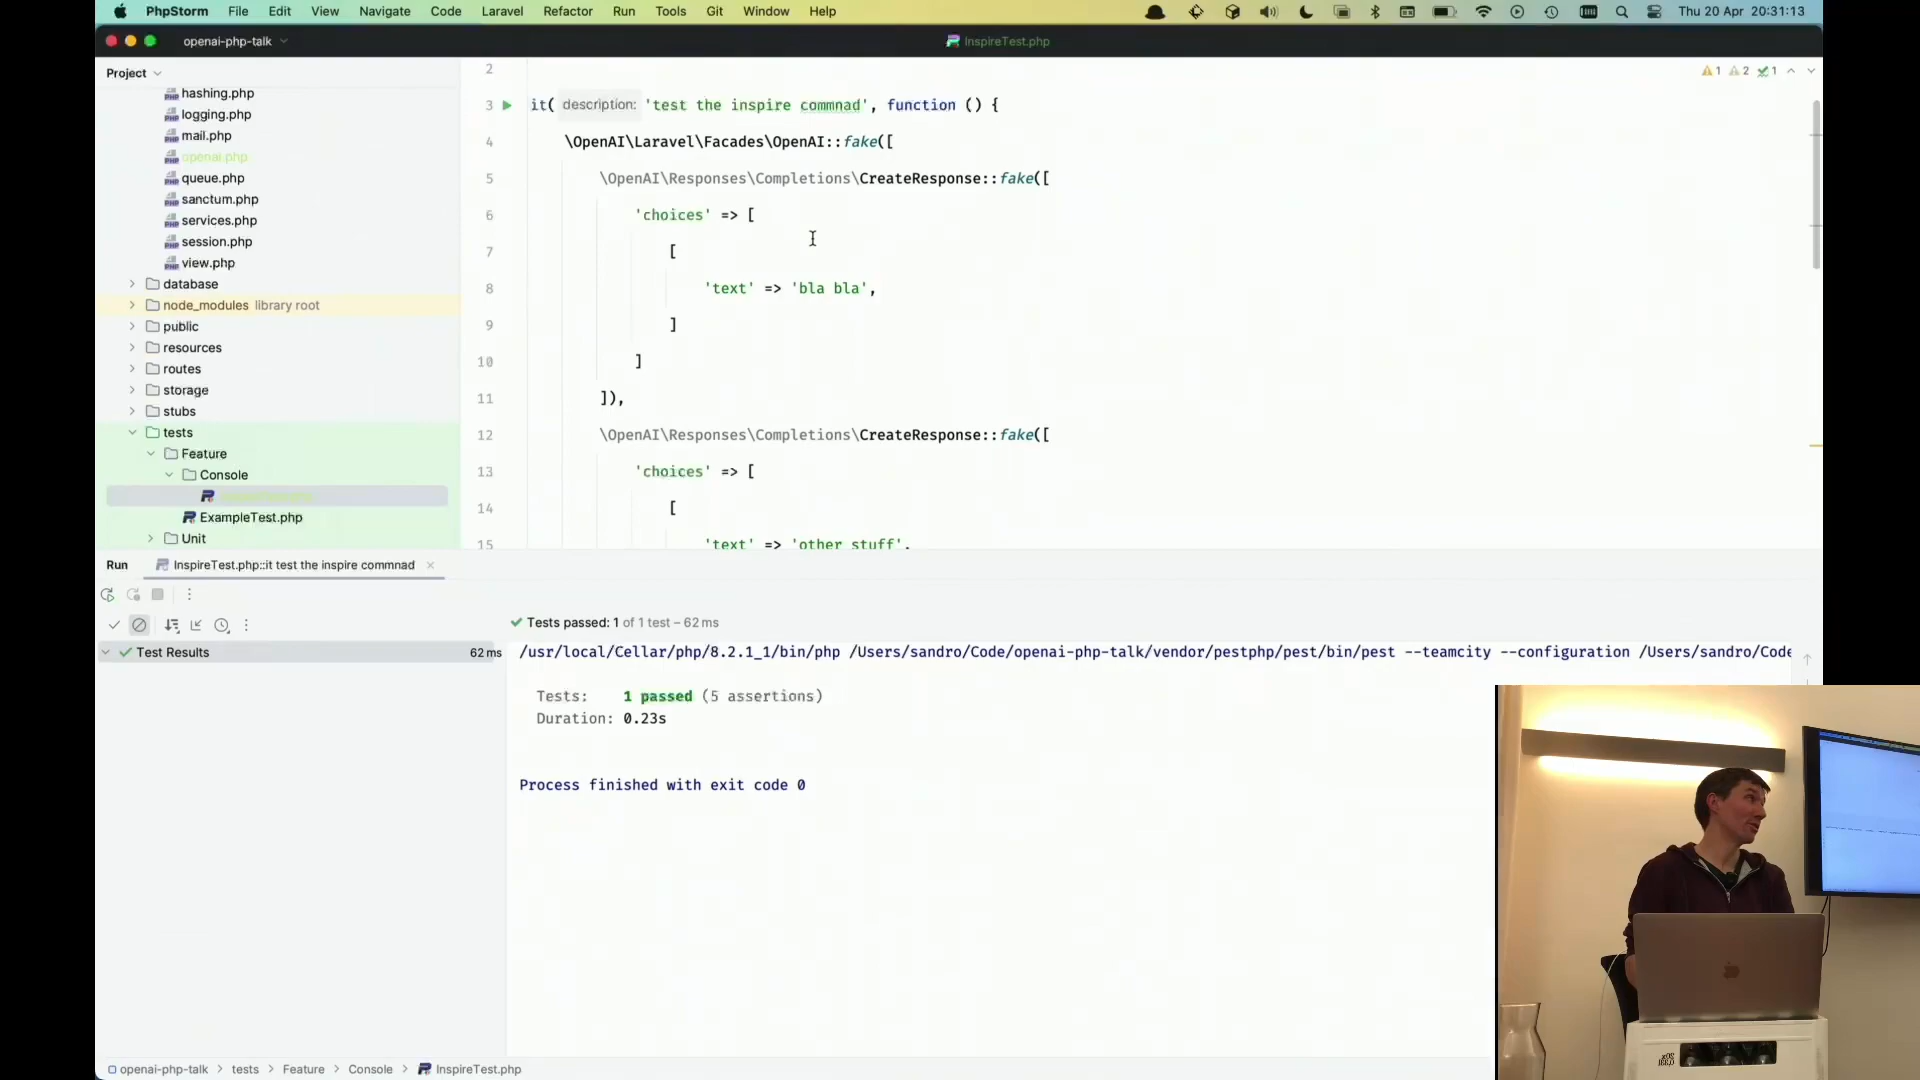 PhpStorm File Edit View Navigate Code Laravel Refactor Run Tools Git Window Help Thu 20 Apr 20:31:13
openai-php-talk InspireTest.php
Project
hashing.php
logging.php
mail.php
openai.php
queue.php
sanctum.php
services.php
session.php
view.php
database
node_modules library root
public
resources
routes
storage
stubs
tests
Feature
Console
ExampleTest.php
Unit
1 2 1
2
3 it( description: 'test the inspire commnad', function () {
4 \OpenAI\Laravel\Facades\OpenAI::fake([
5 \OpenAI\Responses\Completions\CreateResponse::fake([
6 'choices' => [
7 [
8 'text' => 'bla bla',
9 ]
10 ]
11 ]),
12 \OpenAI\Responses\Completions\CreateResponse::fake([
13 'choices' => [
14 [
15 'text' => 'other stuff',
Run InspireTest.php::it test the inspire commnad
Tests passed: 1 of 1 test – 62 ms
Test Results 62 ms
/usr/local/Cellar/php/8.2.1_1/bin/php /Users/sandro/Code/openai-php-talk/vendor/pestphp/pest/bin/pest --teamcity --configuration /Users/sandro/Code
Tests: 1 passed (5 assertions)
Duration: 0.23s
Process finished with exit code 0
openai-php-talk > tests > Feature > Console > InspireTest.php